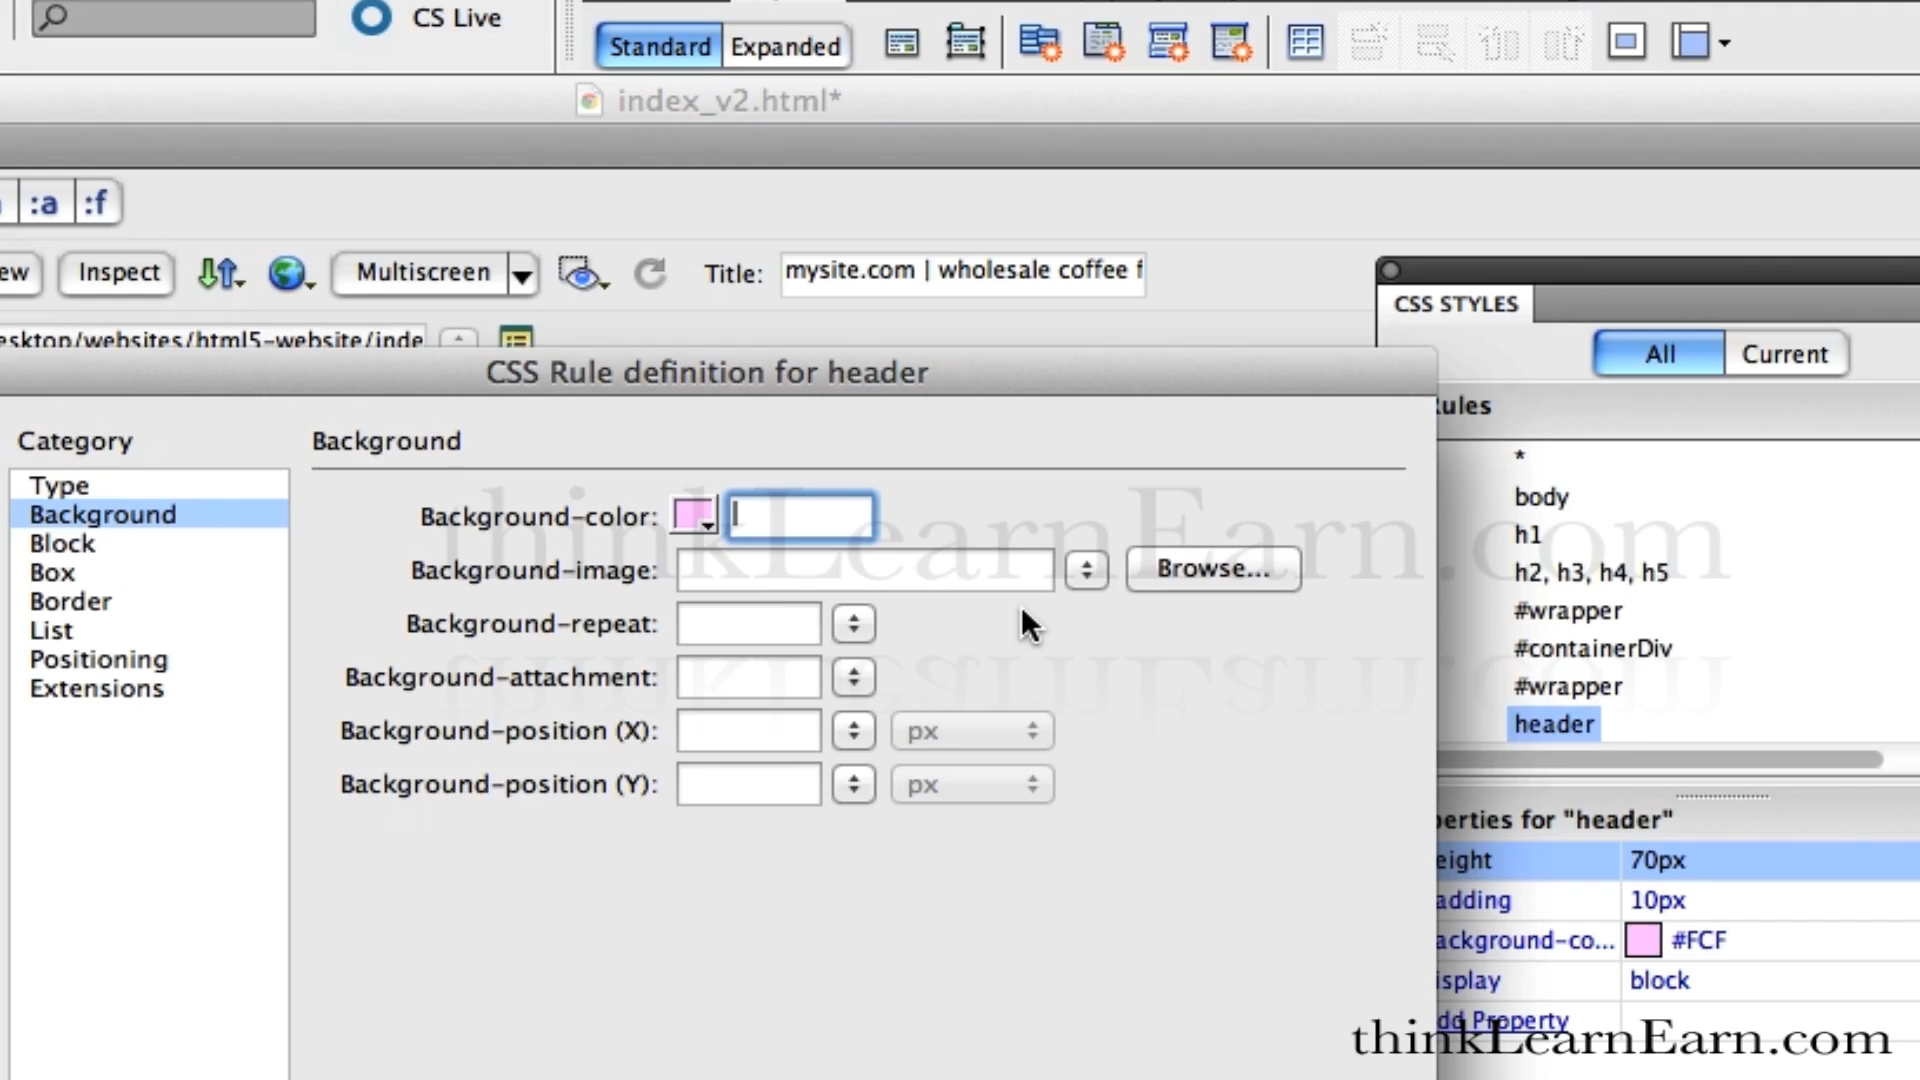 CS Live
Standard
Expanded
index_v2.html*
:a
:f
ew
Inspect
Multiscreen
Title:
mysite.com | wholesale coffee f
esktop/websites/html5-website/inde
CSS STYLES
All
Current
CSS Rule definition for header
Rules
Category
Background
Type
Background
Block
Box
Border
List
Positioning
Extensions
Background-color:
Background-image:
Browse...
Background-repeat:
Background-attachment:
Background-position (X):
px
Background-position (Y):
px
thinkLearnEarn.com
*
body
h1
h2, h3, h4, h5
#wrapper
#containerDiv
#wrapper
header
perties for "header"
eight 70px
adding 10px
ackground-co... #FCF
isplay block
dd Property
thinkLearnEarn.com